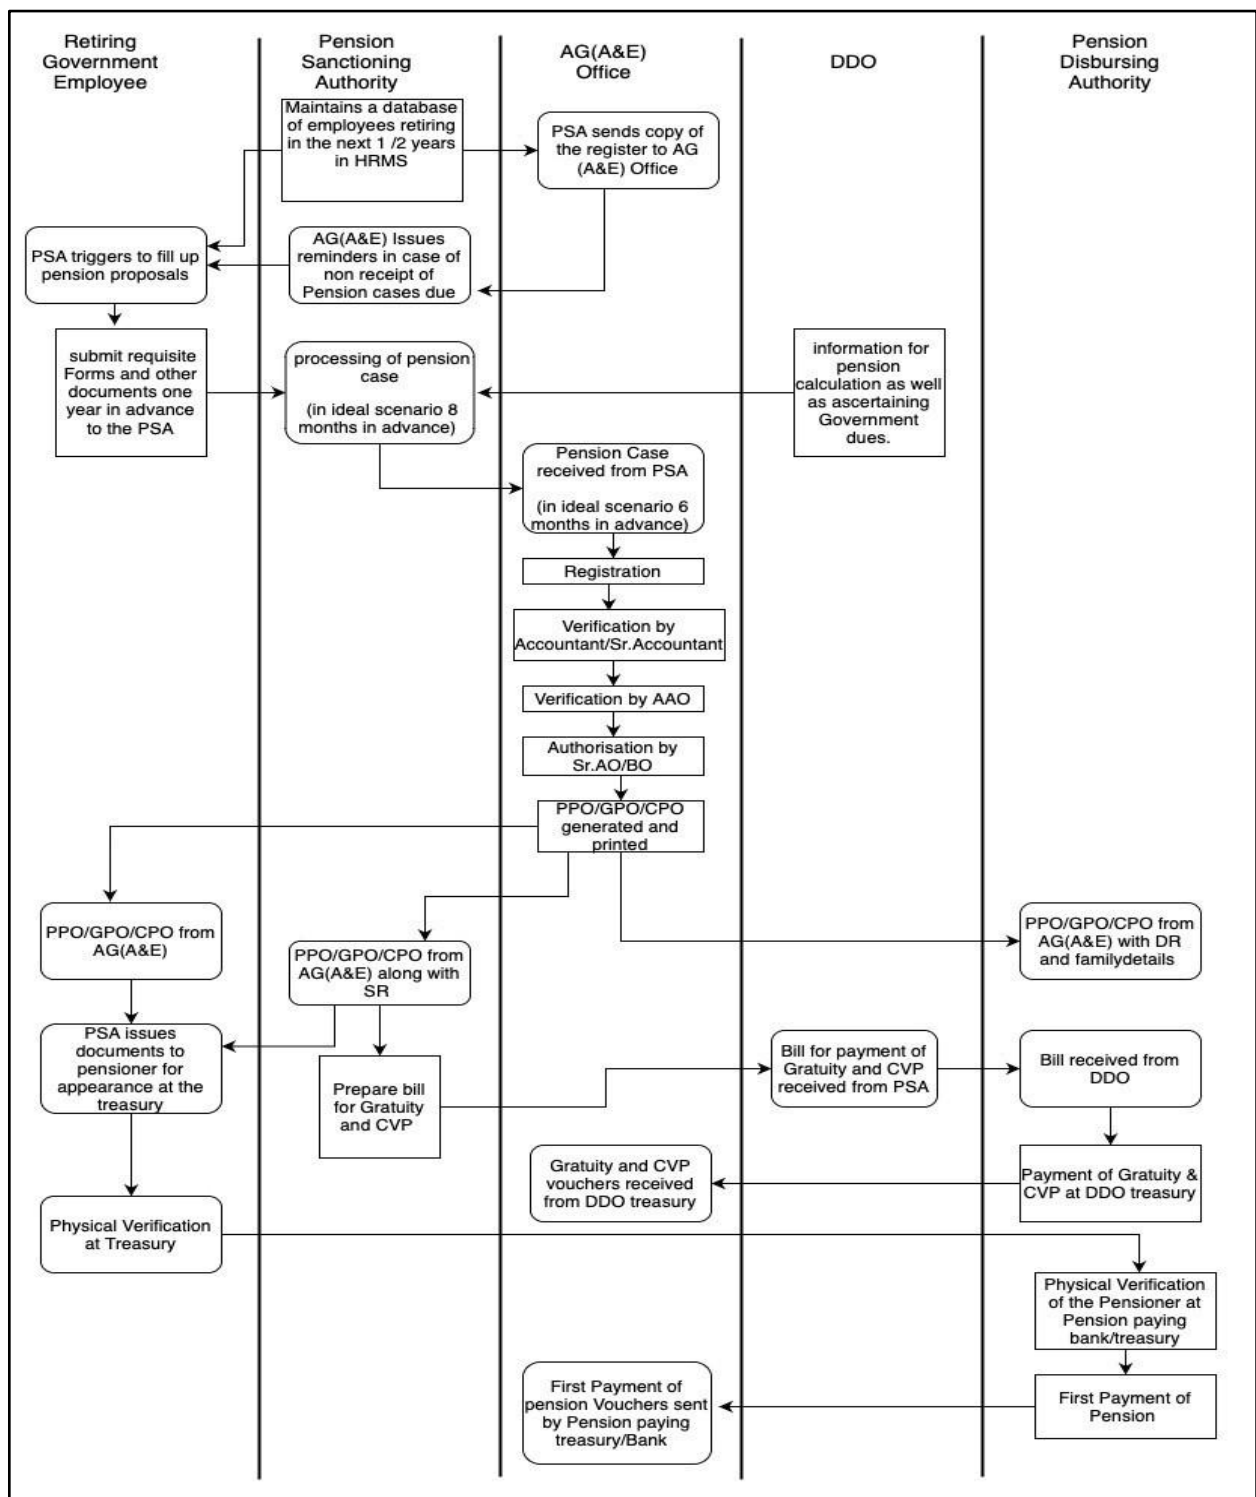 Retiring
Government
Employee
Pension
Sanctioning
Authority
AG(A&E)
Office
DDO
Pension
Disbursing
Authority
Maintains a database
of employees retiring
in the next 1 /2 years
in HRMS
PSA sends copy of
the register to AG
(A&E) Office
PSA triggers to fill up
pension proposals
AG(A&E) Issues
reminders in case of
non receipt of
Pension cases due
submit requisite
Forms and other
documents one
year in advance
to the PSA
processing of pension
case
(in ideal scenario 8
months in advance)
information for
pension
calculation as well
as ascertaining
Government
dues.
Pension Case
received from PSA
(in ideal scenario 6
months in advance)
Registration
Verification by
Accountant/Sr.Accountant
Verification by AAO
Authorisation by
Sr.AO/BO
PPO/GPO/CPO
generated and
printed
PPO/GPO/CPO from
AG(A&E)
PPO/GPO/CPO from
AG(A&E) along with
SR
PPO/GPO/CPO from
AG(A&E) with DR
and familydetails
PSA issues
documents to
pensioner for
appearance at the
treasury
Prepare bill
for Gratuity
and CVP
Bill for payment of
Gratuity and CVP
received from PSA
Bill received from
DDO
Gratuity and CVP
vouchers received
from DDO treasury
Payment of Gratuity &
CVP at DDO treasury
Physical Verification
at Treasury
Physical Verification
of the Pensioner at
Pension paying
bank/treasury
First Payment of
pension Vouchers sent
by Pension paying
treasury/Bank
First Payment of
Pension